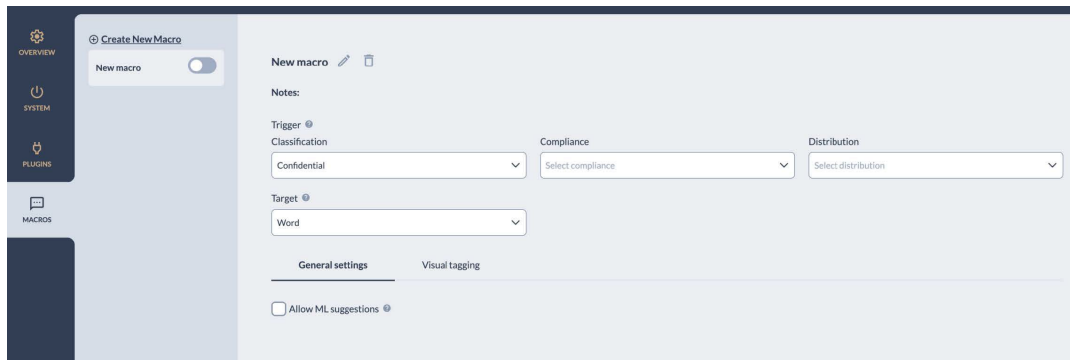 OVERVIEW
SYSTEM
PLUGINS
MACROS
Create New Macro
New macro
New macro
Notes:
Trigger
Classification
Compliance
Distribution
Confidential
Select compliance
Select distribution
Target
Word
General settings
Visual tagging
Allow ML suggestions